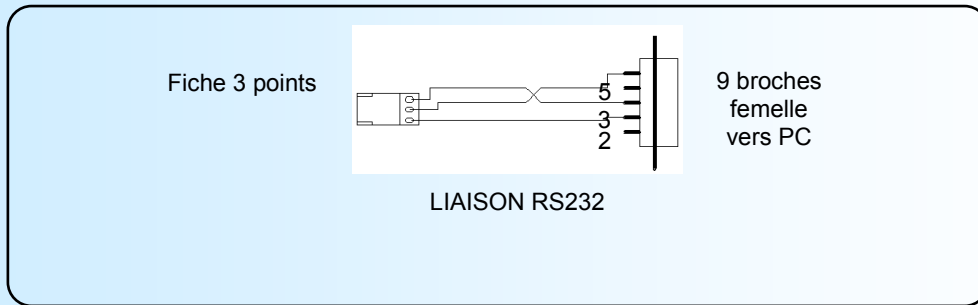 Fiche 3 points
5
3
2
9 broches
femelle
vers PC
LIAISON RS232